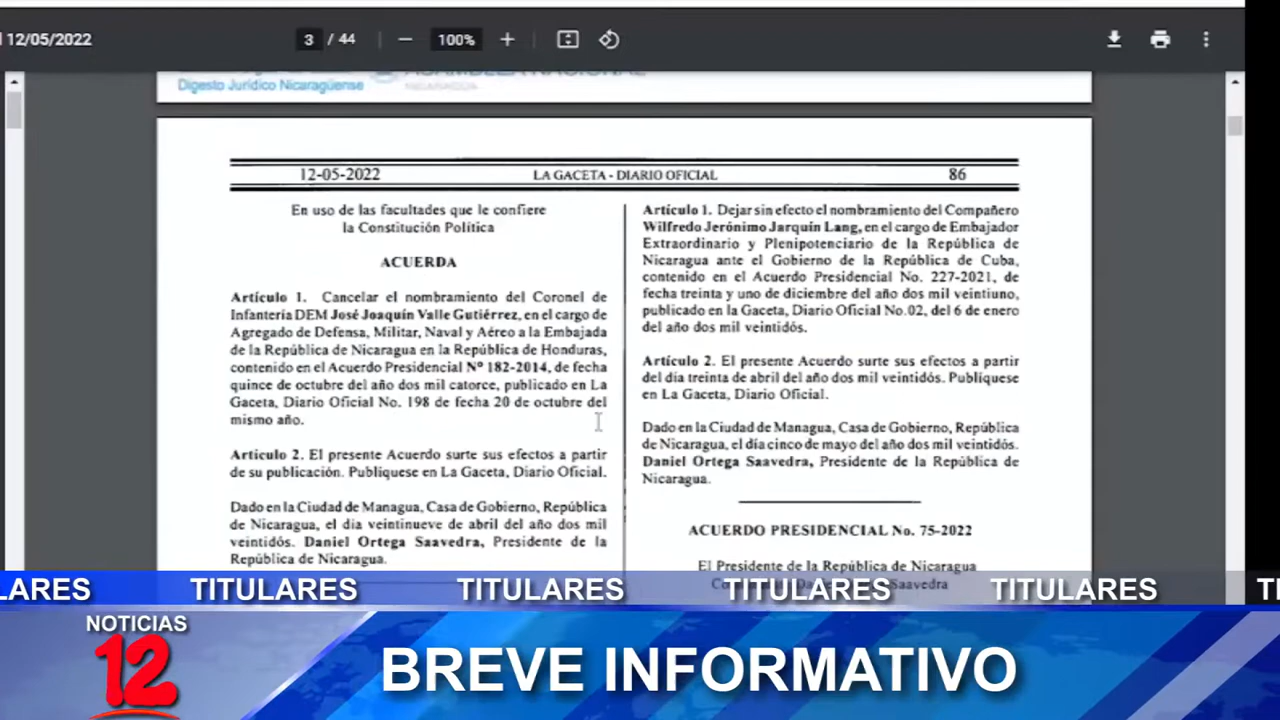 12/05/2022
3 / 44
100%
Digesto Jurídico Nicaragüense
ASAMBLEA NACIONAL
NICARAGUA
12-05-2022
LA GACETA - DIARIO OFICIAL
86
En uso de las facultades que le confiere
la Constitución Política
ACUERDA
Artículo 1. Cancelar el nombramiento del Coronel de
Infantería DEM José Joaquín Valle Gutiérrez, en el cargo de
Agregado de Defensa, Militar, Naval y Aéreo a la Embajada
de la República de Nicaragua en la República de Honduras,
contenido en el Acuerdo Presidencial Nº 182-2014, de fecha
quince de octubre del año dos mil catorce, publicado en La
Gaceta, Diario Oficial No. 198 de fecha 20 de octubre del
mismo año.
Artículo 2. El presente Acuerdo surte sus efectos a partir
de su publicación. Publíquese en La Gaceta, Diario Oficial.
Dado en la Ciudad de Managua, Casa de Gobierno, República
de Nicaragua, el día veintinueve de abril del año dos mil
veintidós. Daniel Ortega Saavedra, Presidente de la
República de Nicaragua.
Artículo 1. Dejar sin efecto el nombramiento del Compañero
Wilfredo Jerónimo Jarquín Lang, en el cargo de Embajador
Extraordinario y Plenipotenciario de la República de
Nicaragua ante el Gobierno de la República de Cuba,
contenido en el Acuerdo Presidencial No. 227-2021, de
fecha treinta y uno de diciembre del año dos mil veintiuno,
publicado en la Gaceta, Diario Oficial No.02, del 6 de enero
del año dos mil veintidós.
Artículo 2. El presente Acuerdo surte sus efectos a partir
del día treinta de abril del año dos mil veintidós. Publíquese
en La Gaceta, Diario Oficial.
Dado en la Ciudad de Managua, Casa de Gobierno, República
de Nicaragua, el día cinco de mayo del año dos mil veintidós.
Daniel Ortega Saavedra, Presidente de la República de
Nicaragua.
ACUERDO PRESIDENCIAL No. 75-2022
El Presidente de la República de Nicaragua
Saavedra
LARES TITULARES TITULARES TITULARES TITULARES TI
NOTICIAS
12
BREVE INFORMATIVO